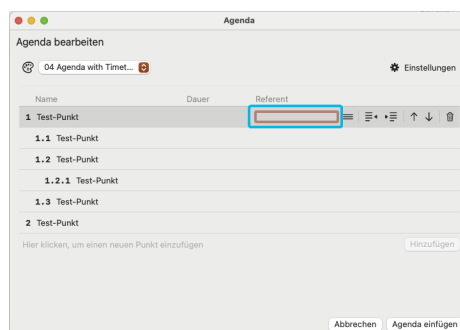 Agenda
Agenda bearbeiten
04 Agenda with Timet...
Einstellungen
Name Dauer Referent
1 Test-Punkt
1.1 Test-Punkt
1.2 Test-Punkt
1.2.1 Test-Punkt
1.3 Test-Punkt
2 Test-Punkt
Hier klicken, um einen neuen Punkt einzufügen Hinzufügen
Abbrechen Agenda einfügen